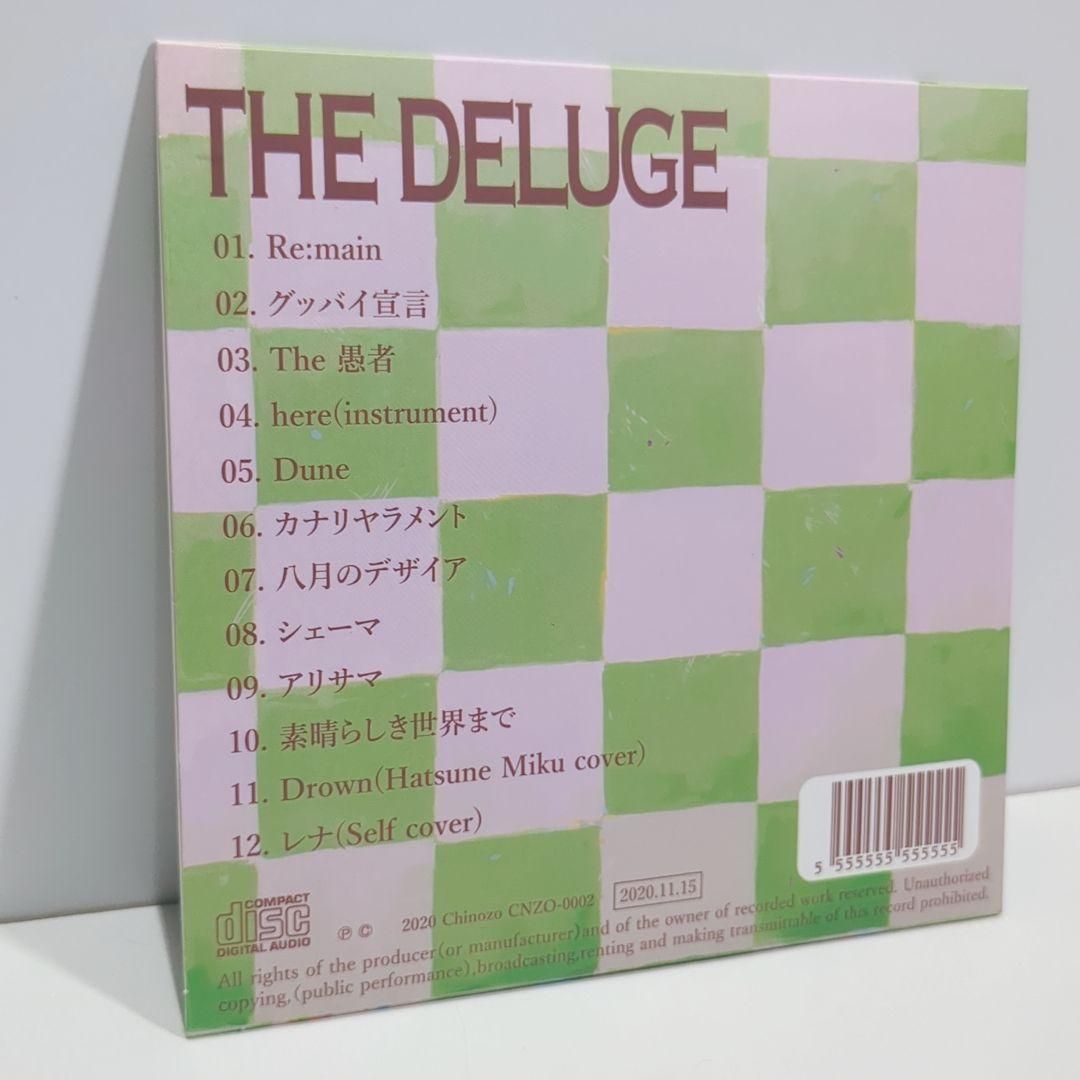 THE DELUGE
01. Re:main
02. グッバイ宣言
03. The 愚者
04. here(instrument)
05. Dune
06. カナリヤラメント
07. 八月のデザイア
08. シェーマ
09. アリサマ
10. 素晴らしき世界まで
11. Drown(Hatsune Miku cover)
12. レナ(Self cover)
5 555555 555555
COMPACT
disc
DIGITAL AUDIO
℗ © 2020 Chinozo CNZO-0002 2020.11.15
All rights of the producer(or manufacturer)and of the owner of recorded work reserved. Unauthorized
copying,(public performance),broadcasting,renting and making transmittable of this record prohibited.